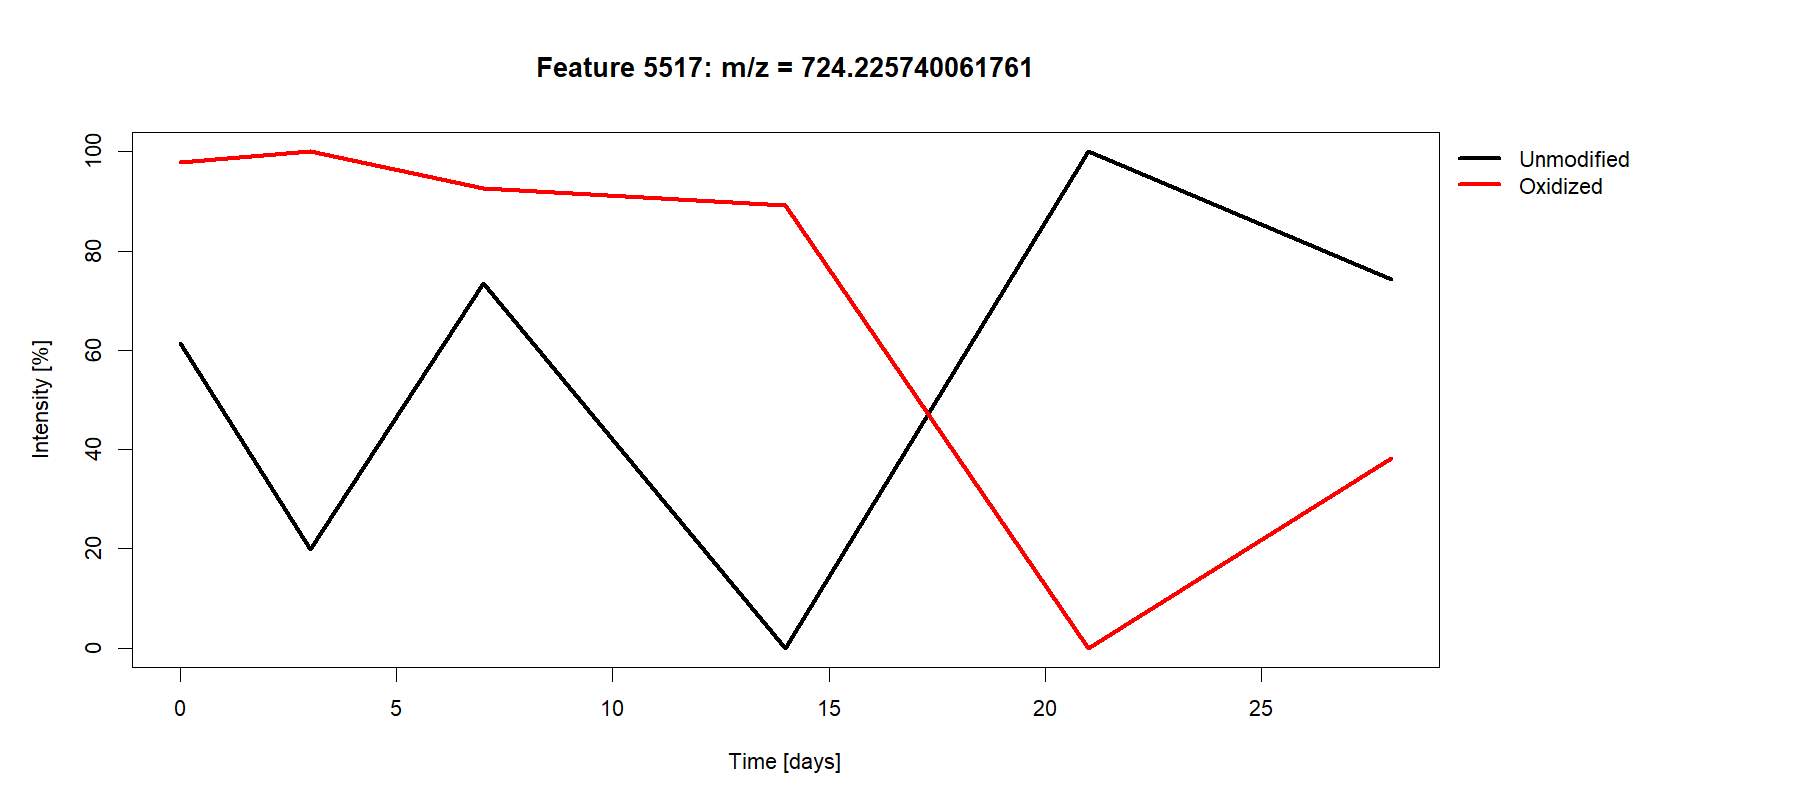 Feature 5517: m/z = 724.225740061761
Unmodified
Oxidized
Intensity [%]
100
80
60
40
20
0
0 5 10 15 20 25
Time [days]